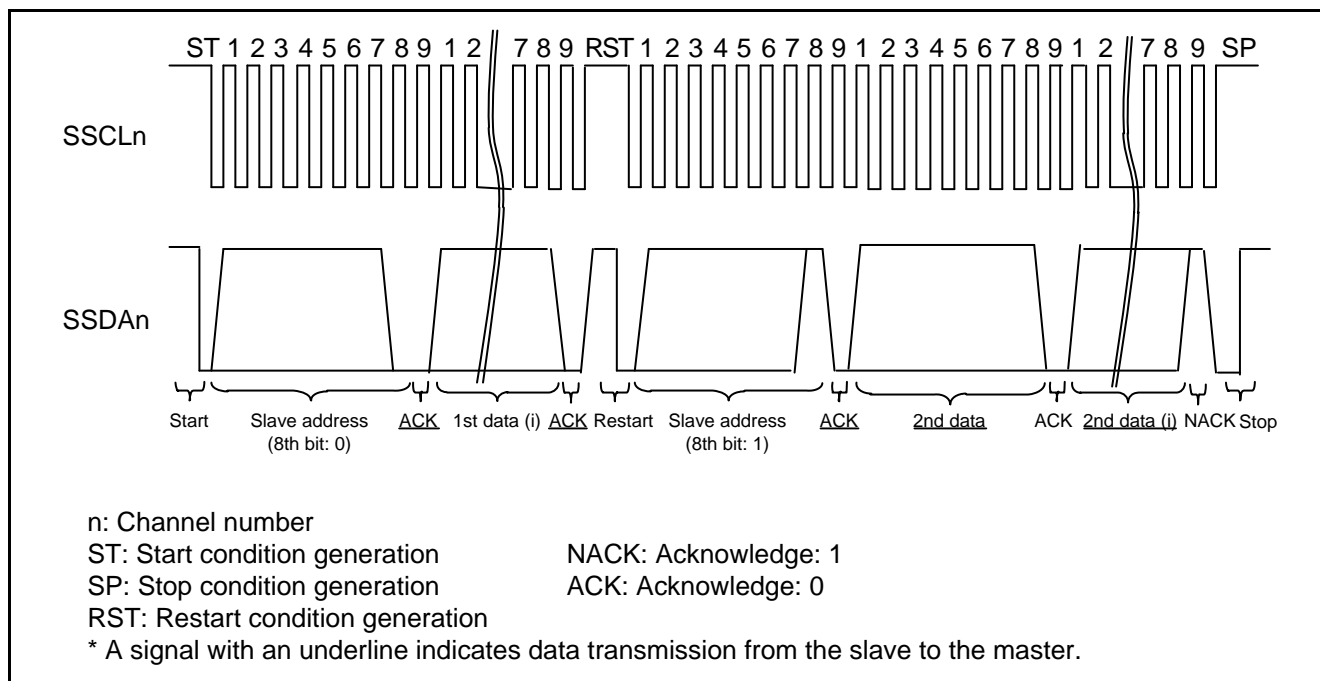 ST 1 2 3 4 5 6 7 8 9 1 2 7 8 9 RST 1 2 3 4 5 6 7 8 9 1 2 3 4 5 6 7 8 9 1 2 7 8 9 SP
SSCLn
SSDAn
Start Slave address ACK 1st data (i) ACK Restart Slave address ACK 2nd data ACK 2nd data (i) NACK Stop
(8th bit: 0) (8th bit: 1)
n: Channel number
ST: Start condition generation NACK: Acknowledge: 1
SP: Stop condition generation ACK: Acknowledge: 0
RST: Restart condition generation
* A signal with an underline indicates data transmission from the slave to the master.